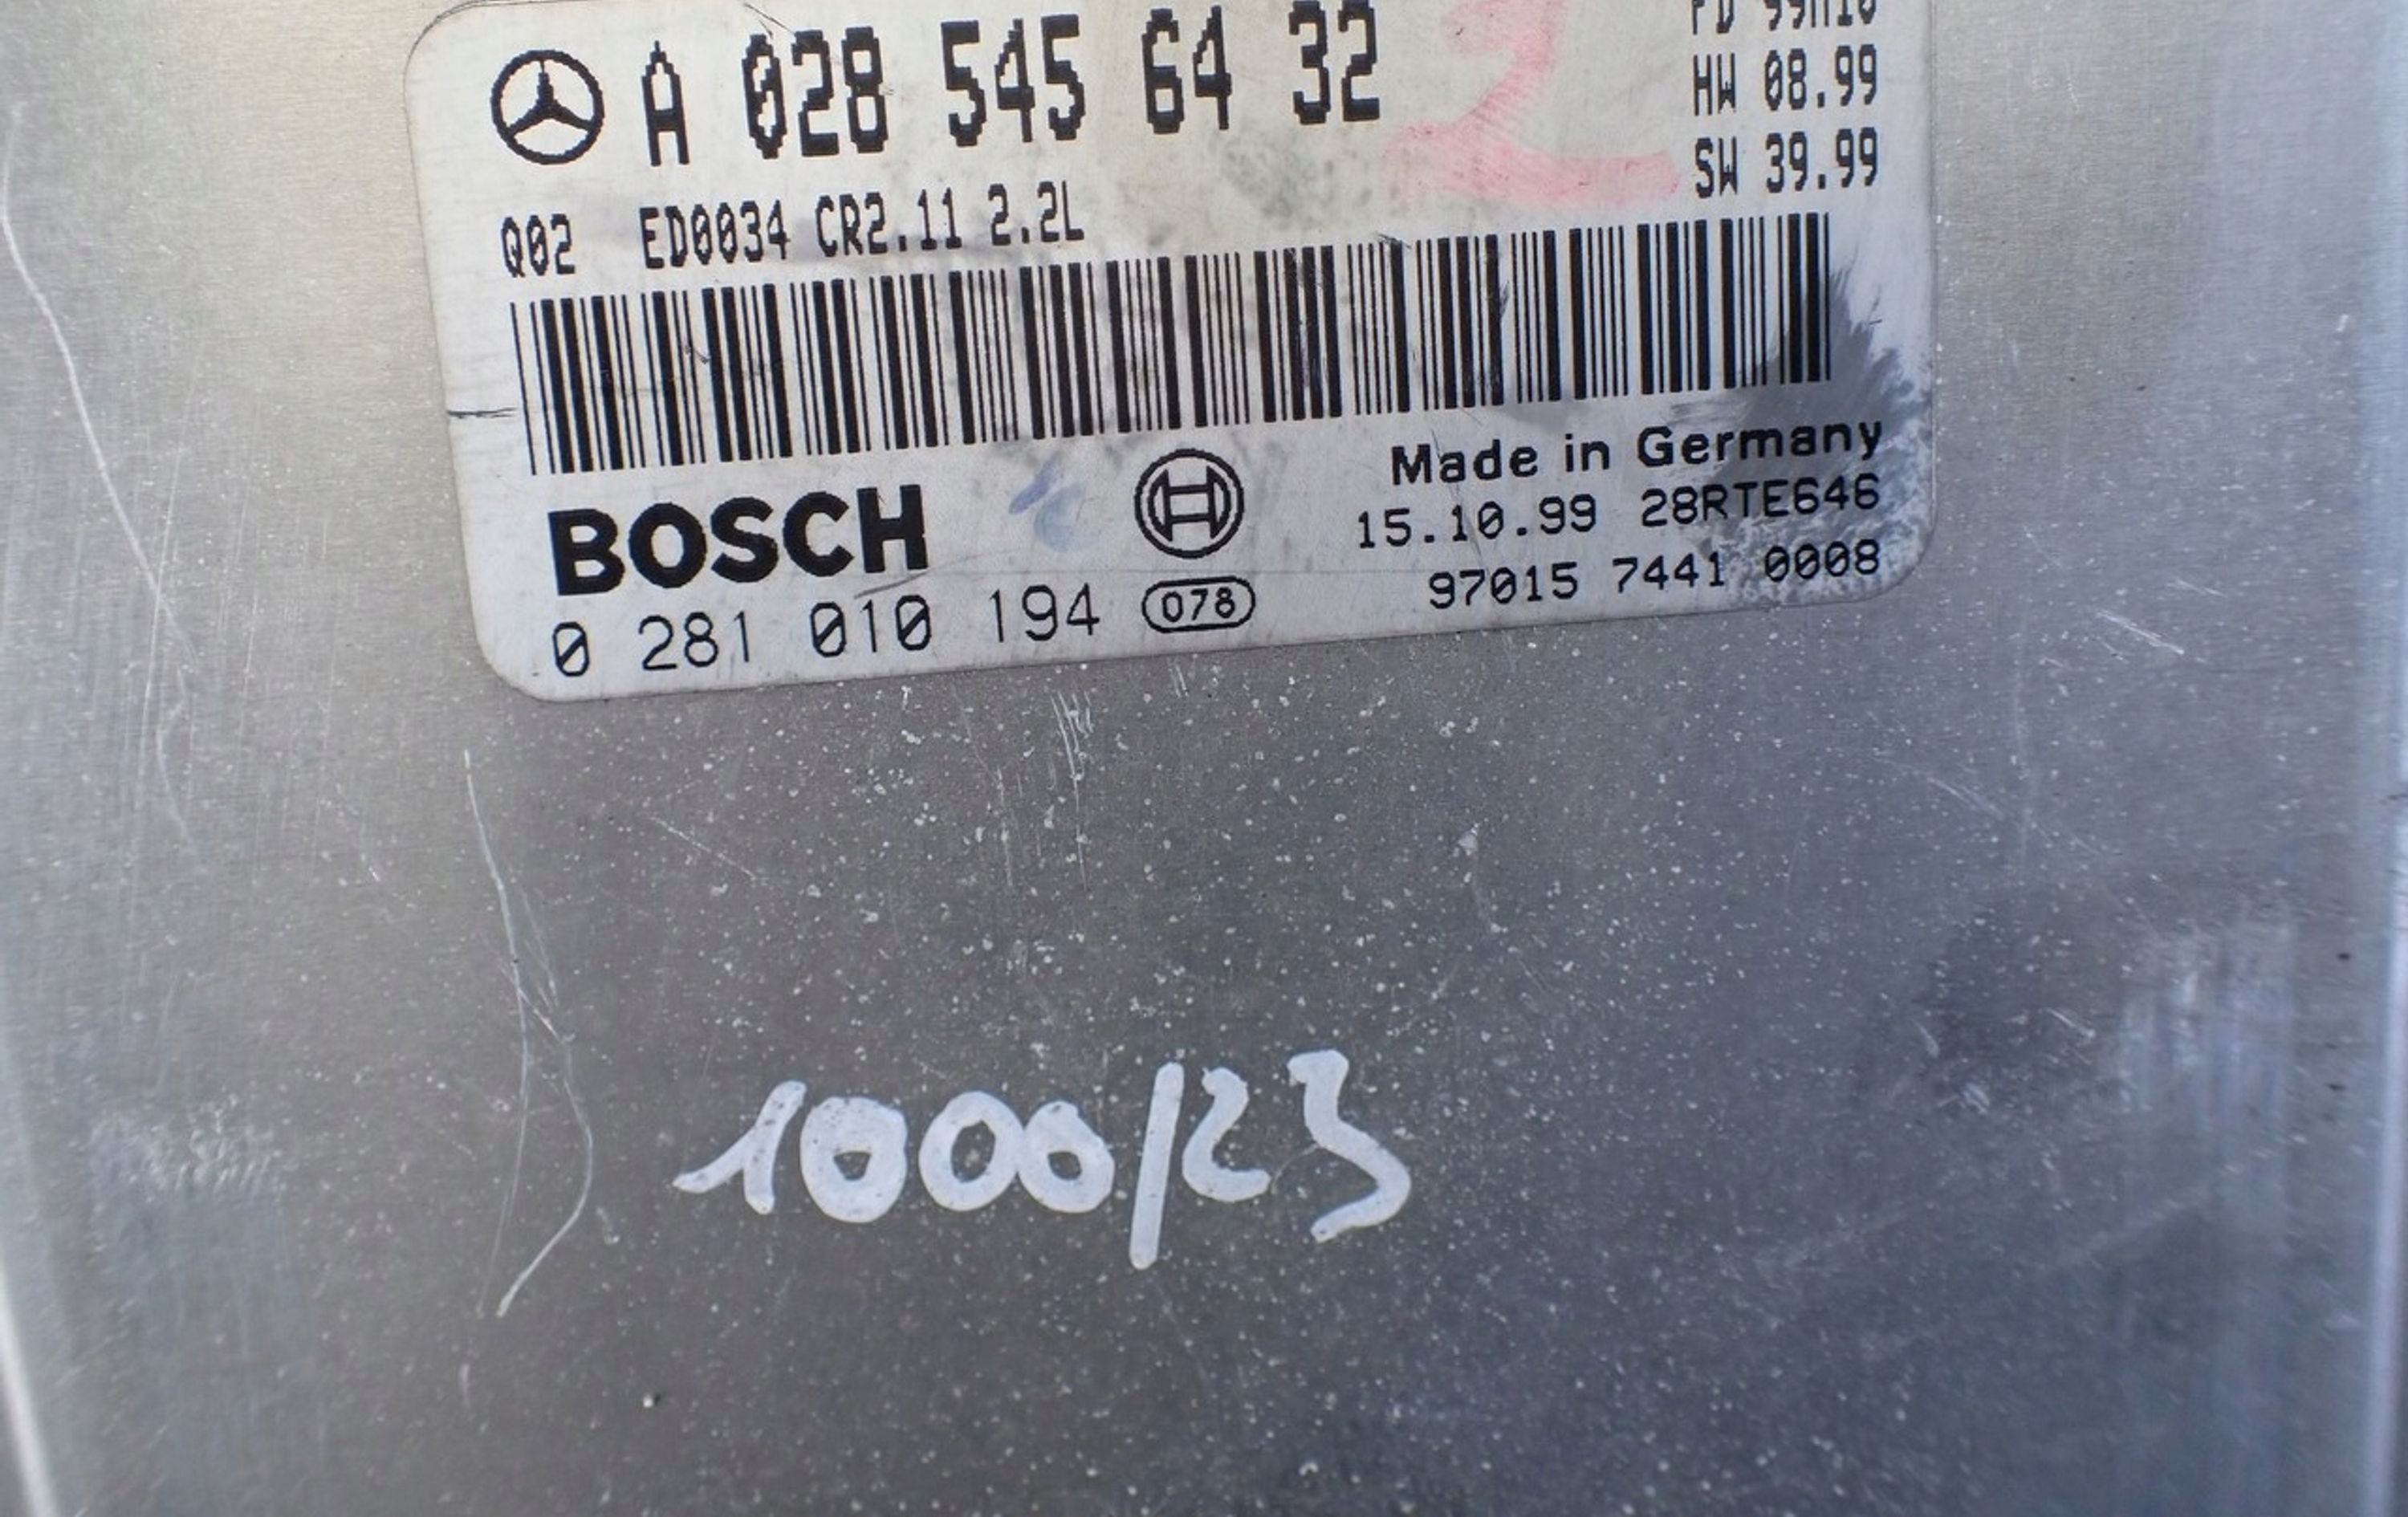 A 028 545 64 32
2
HW 08.99
SW 39.99
Q02 ED0034 CR2.11 2.2L
BOSCH
Made in Germany
15.10.99 28RTE646
0 281 010 194
078
97015 7441 0008
1000/23